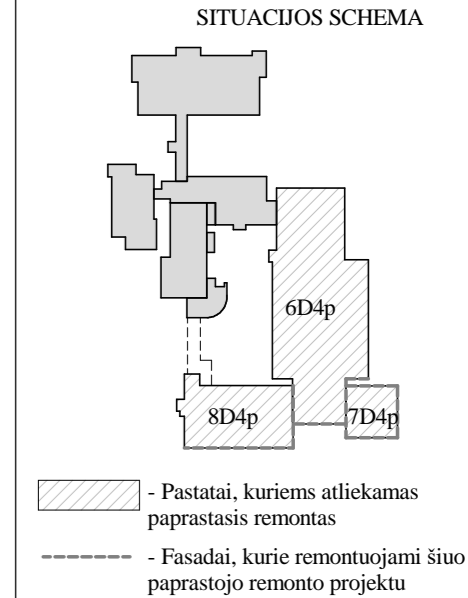 SITUACIJOS SCHEMA
6D4p
8D4p
7D4p
- Pastatai, kuriems atliekamas
paprastasis remontas
- Fasadai, kurie remontuojami šiuo
paprastojo remonto projektu